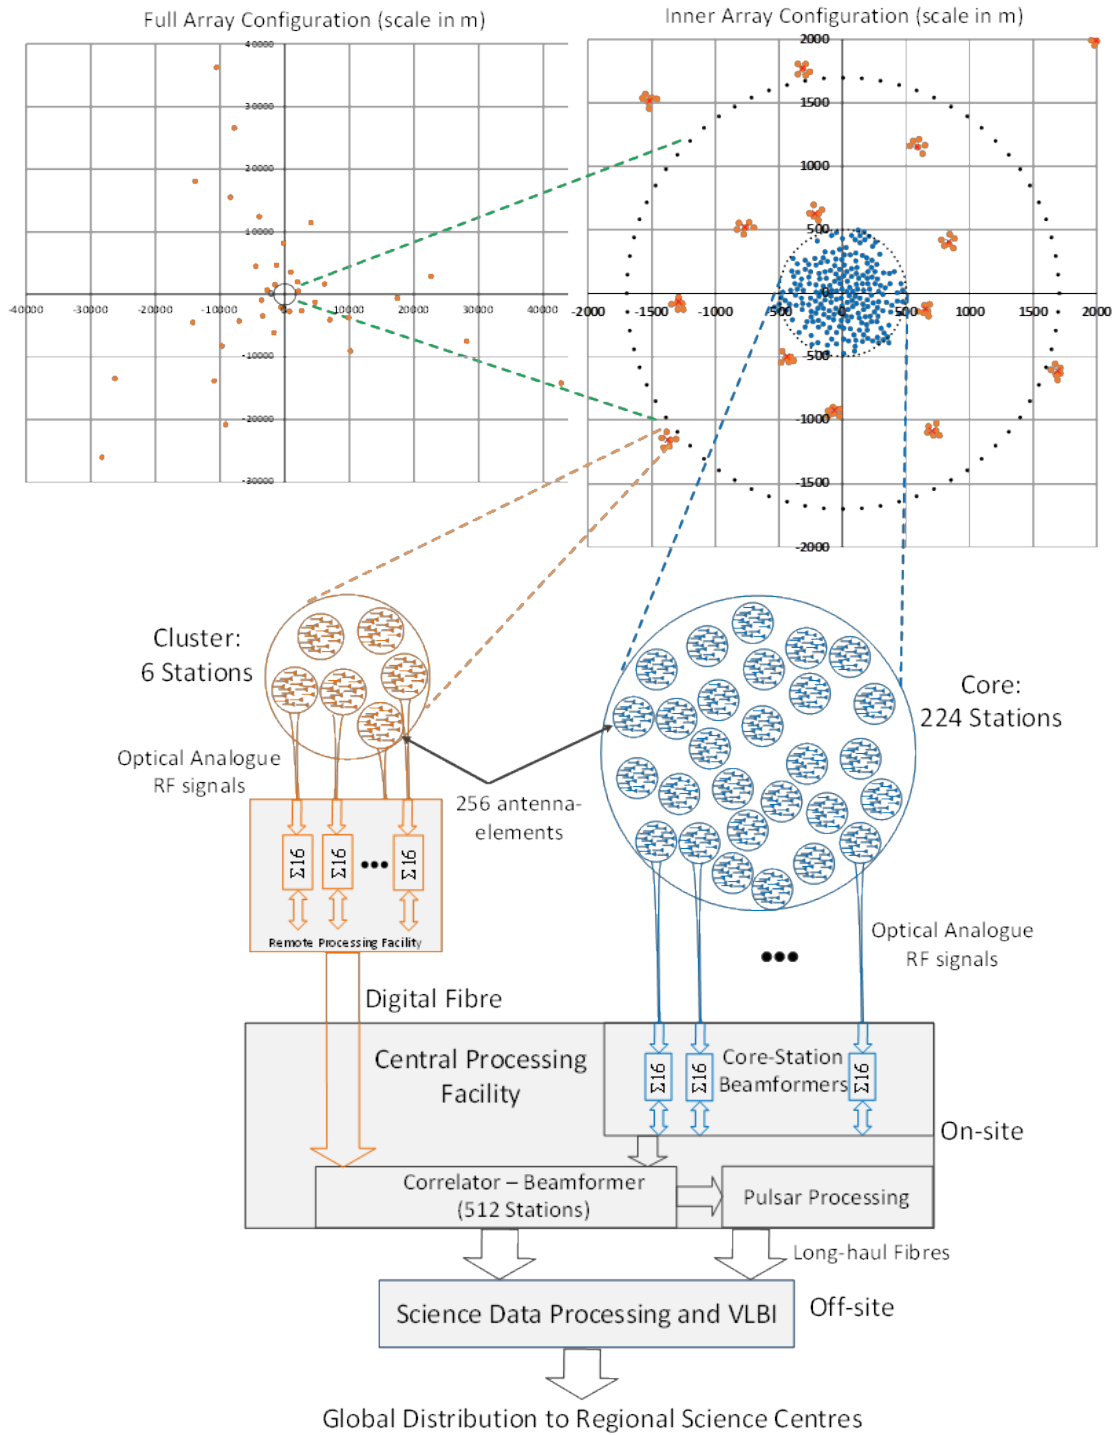 Full Array Configuration (scale in m)
Inner Array Configuration (scale in m)
40000
30000
20000
10000
0
-40000 -30000 -20000 -10000 0 10000 20000 30000 40000
-10000
-20000
-30000
2000
1500
1000
500
0
-2000 -1500 -1000 -500 0 500 1000 1500 2000
-500
-1000
-1500
-2000
Cluster:
6 Stations
Core:
224 Stations
Optical Analogue
RF signals
256 antenna-
elements
Σ16 Σ16 Σ16
Remote Processing Facility
Optical Analogue
RF signals
Digital Fibre
Central Processing
Facility
Σ16 Σ16 Σ16
Core-Station
Beamformers
On-site
Correlator – Beamformer
(512 Stations)
Pulsar Processing
Long-haul Fibres
Science Data Processing and VLBI
Off-site
Global Distribution to Regional Science Centres